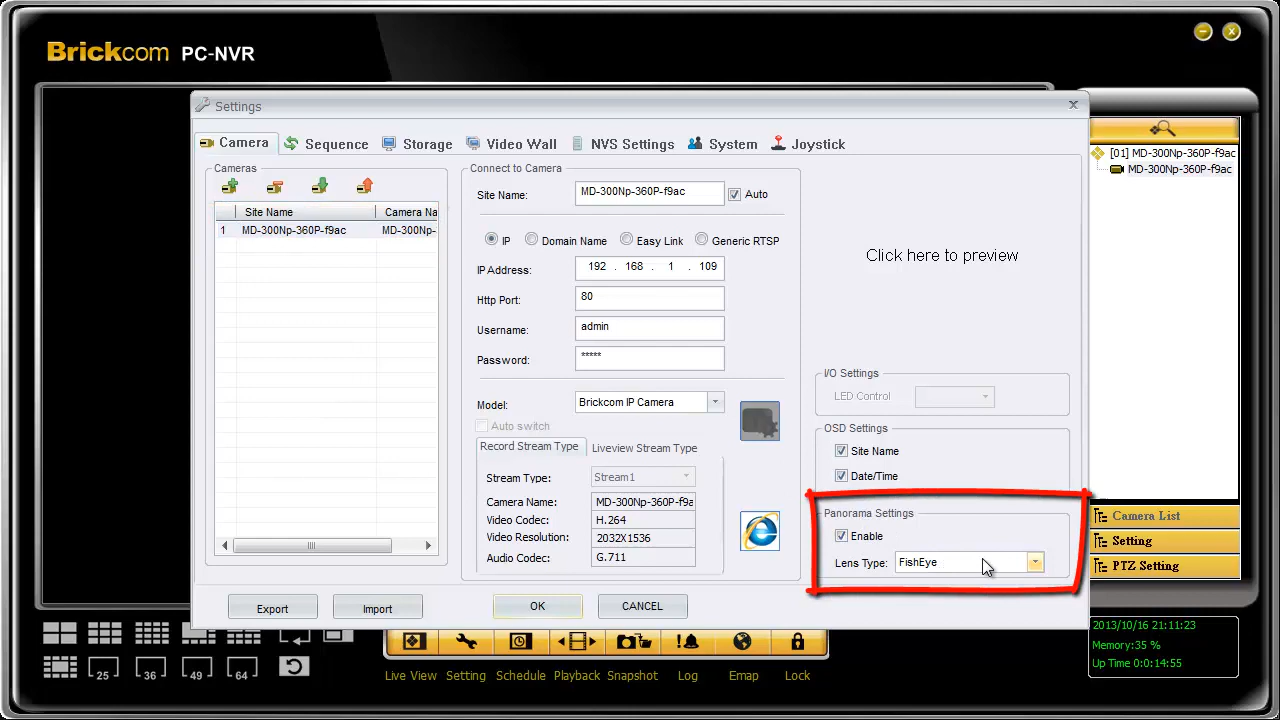 Brickcom PC-NVR
Settings
Camera
Sequence
Storage
Video Wall
NVS Settings
System
Joystick
Cameras
Site Name
Camera Na
1
MD-300Np-360P-f9ac
MD-300Np-
Connect to Camera
Site Name:
MD-300Np-360P-f9ac
Auto
IP
Domain Name
Easy Link
Generic RTSP
IP Address:
192 . 168 . 1 . 109
Http Port:
80
Username:
admin
Password:
*****
Model:
Brickcom IP Camera
Auto switch
Record Stream Type
Liveview Stream Type
Stream Type:
Stream1
Camera Name:
MD-300Np-360P-f9a
Video Codec:
H.264
Video Resolution:
2032X1536
Audio Codec:
G.711
Click here to preview
I/O Settings
LED Control
OSD Settings
Site Name
Date/Time
Panorama Settings
Enable
Lens Type:
FishEye
Export
Import
OK
CANCEL
[01] MD-300Np-360P-f9ac
MD-300Np-360P-f9ac
Camera List
Setting
PTZ Setting
25
36
49
64
Live View
Setting
Schedule
Playback
Snapshot
Log
Emap
Lock
2013/10/16 21:11:23
Memory:35 %
Up Time 0:0:14:55